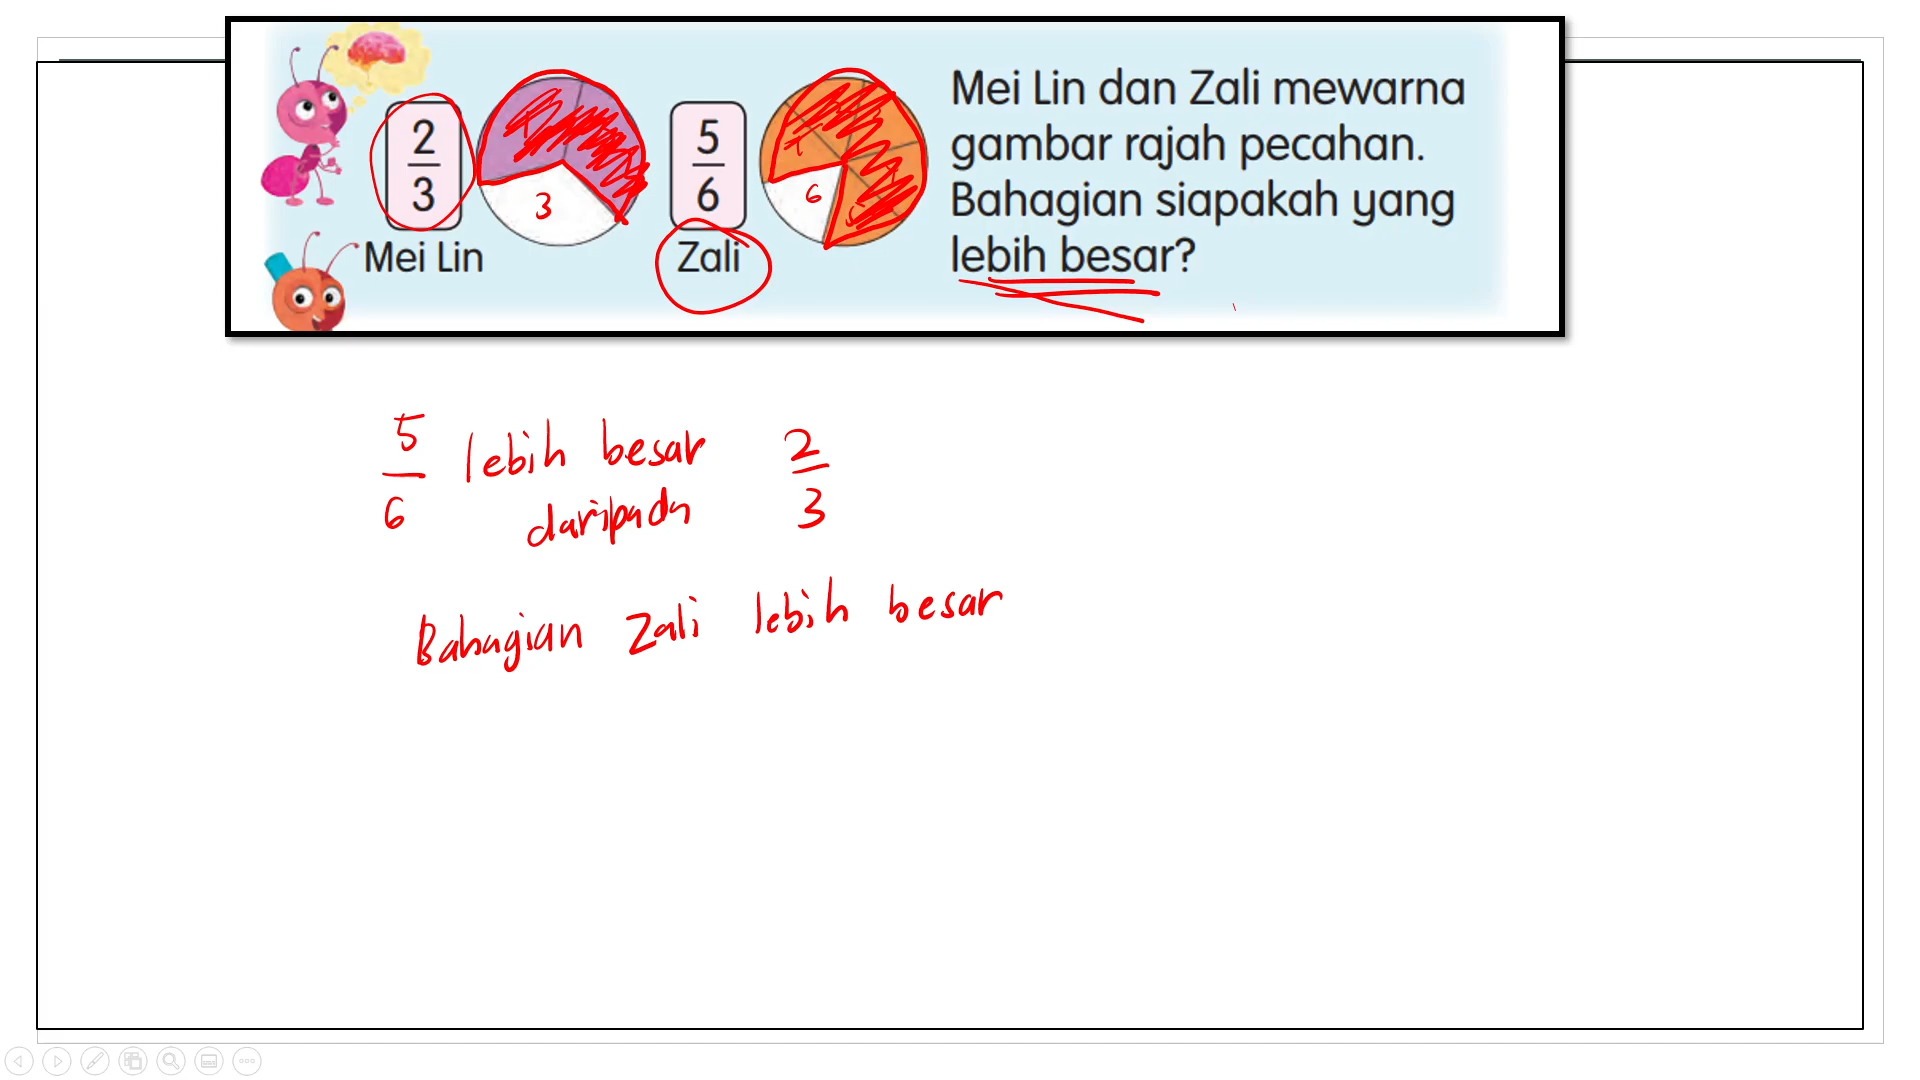 2
3
Mei Lin
3
5
6
Zali
6
5
Mei Lin dan Zali mewarna
gambar rajah pecahan.
Bahagian siapakah yang
lebih besar?
5
6
lebih besar
daripada
2
3
Bahagian Zali lebih besar